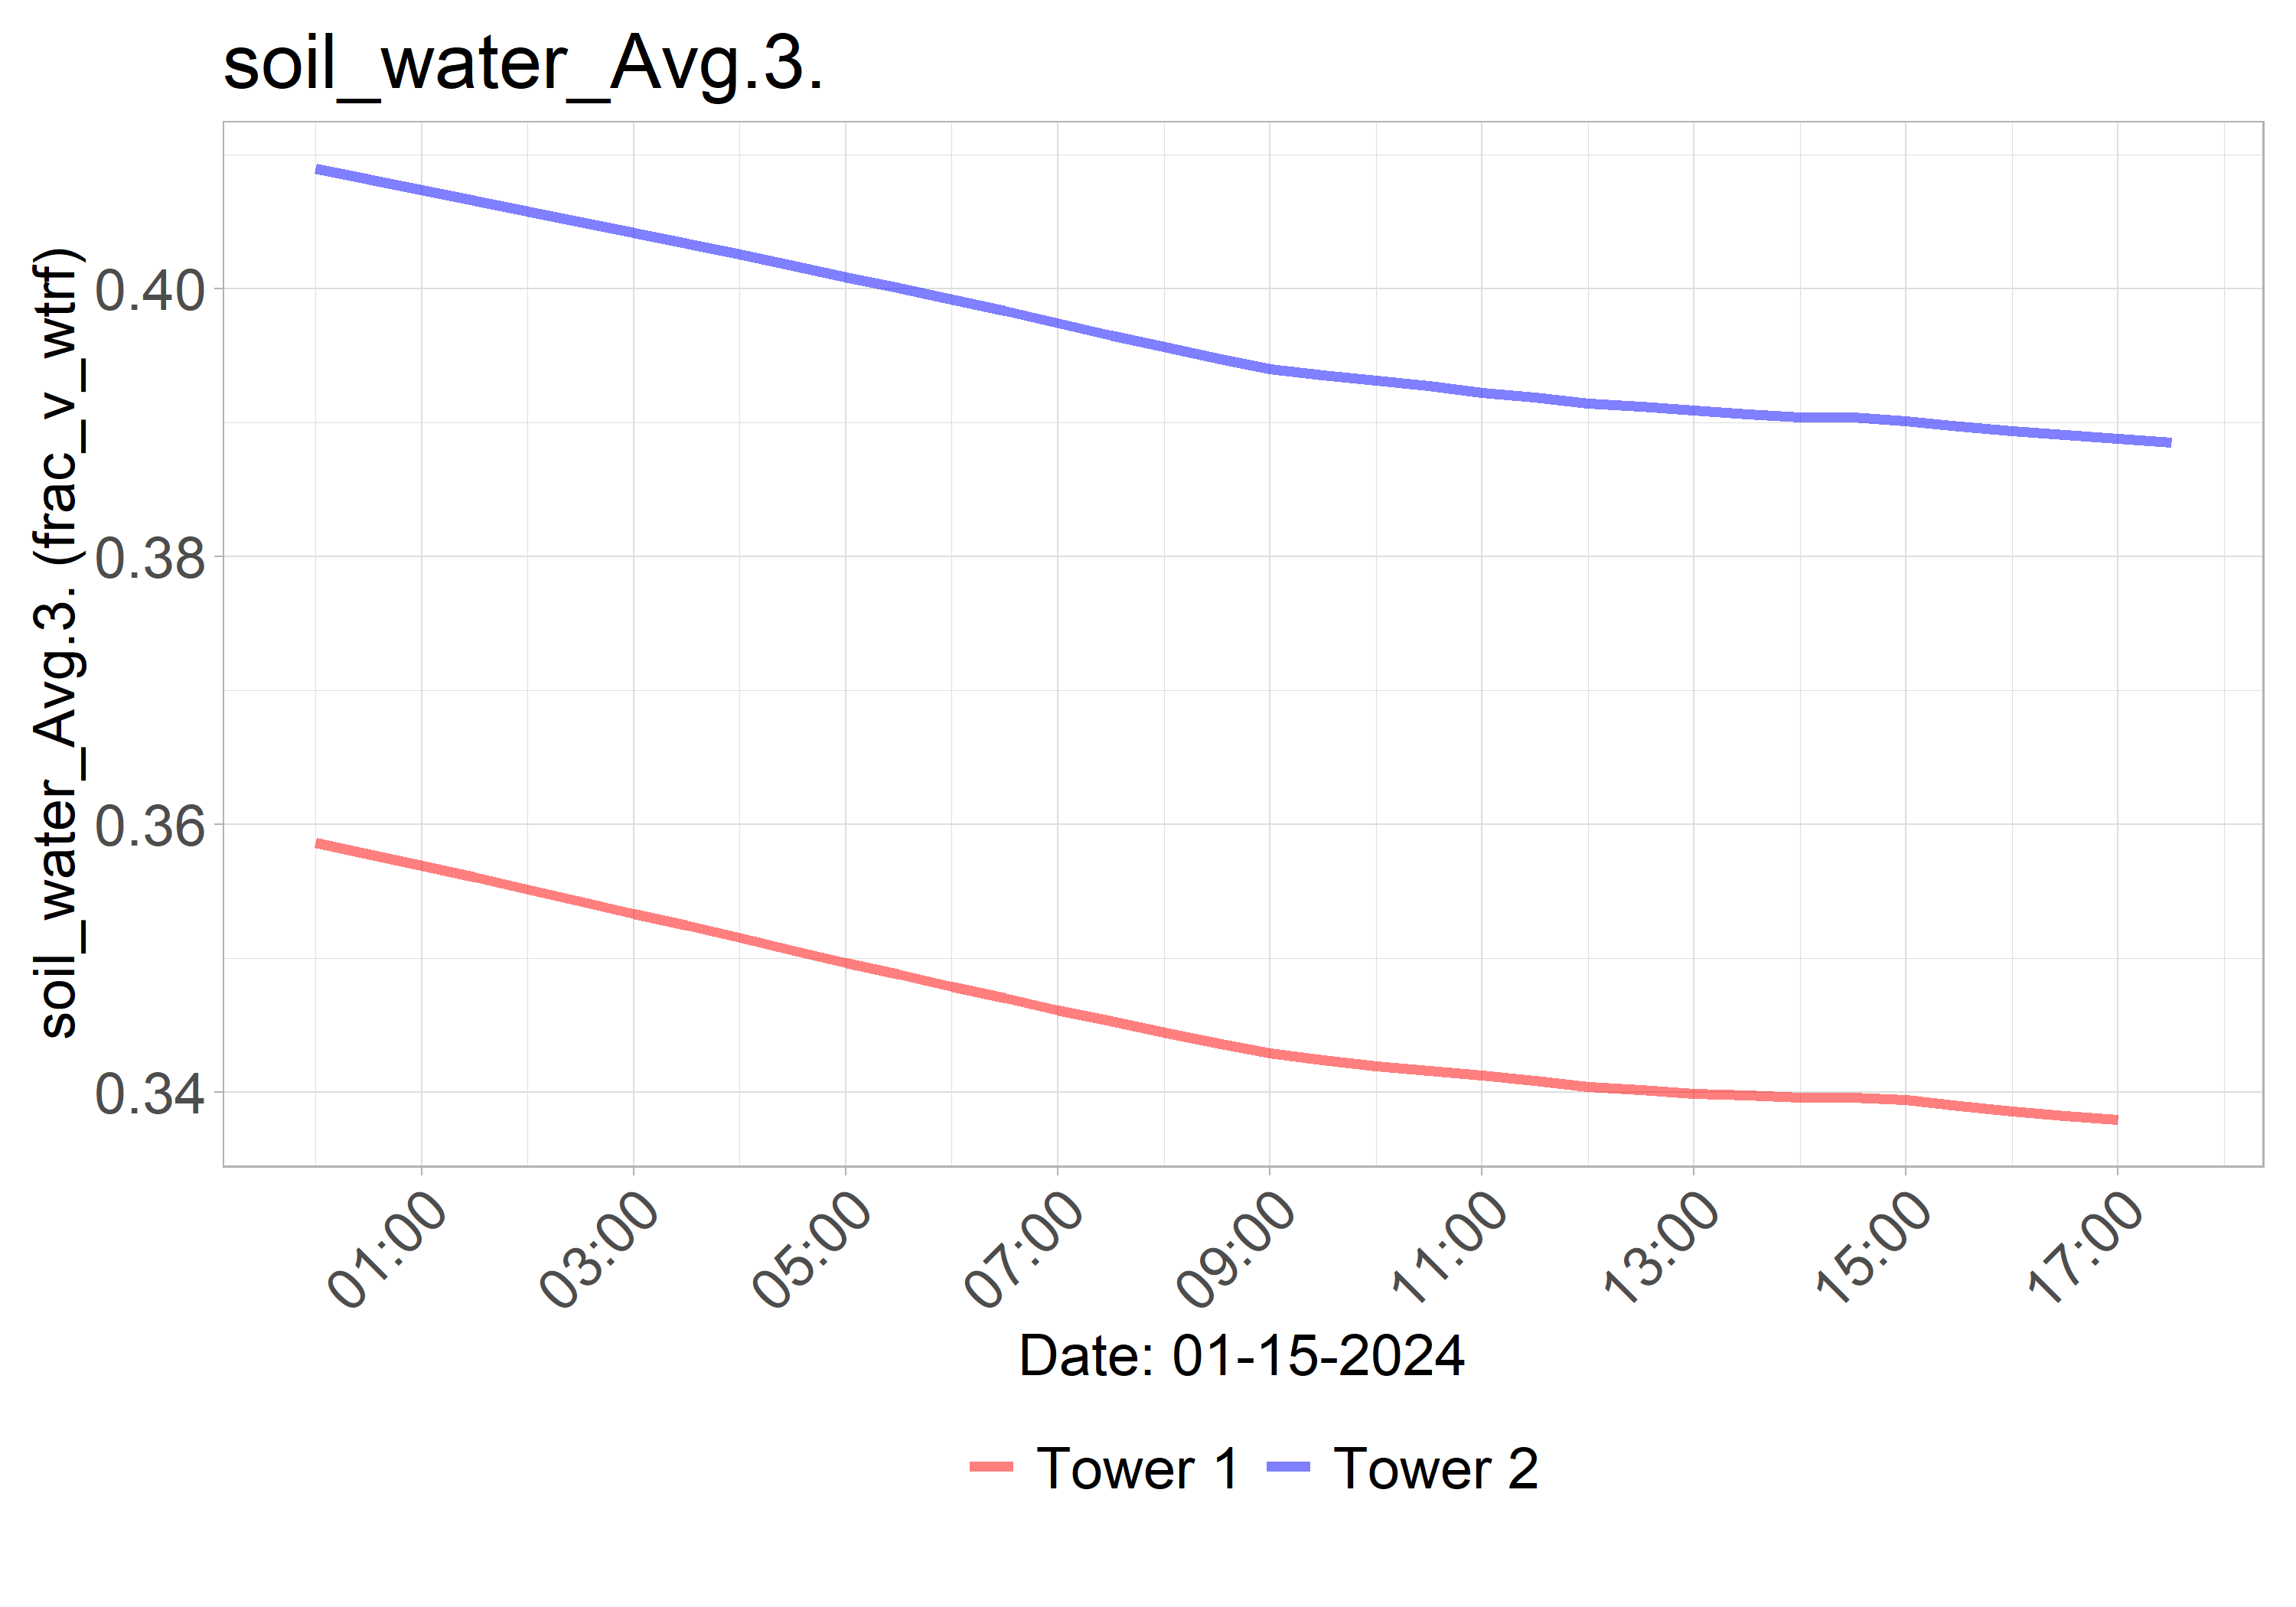 soil_water_Avg.3.
soil_water_Avg.3. (frac_v_wtrf)
0.40
0.38
0.36
0.34
01:00
03:00
05:00
07:00
09:00
11:00
13:00
15:00
17:00
Date: 01-15-2024
Tower 1
Tower 2